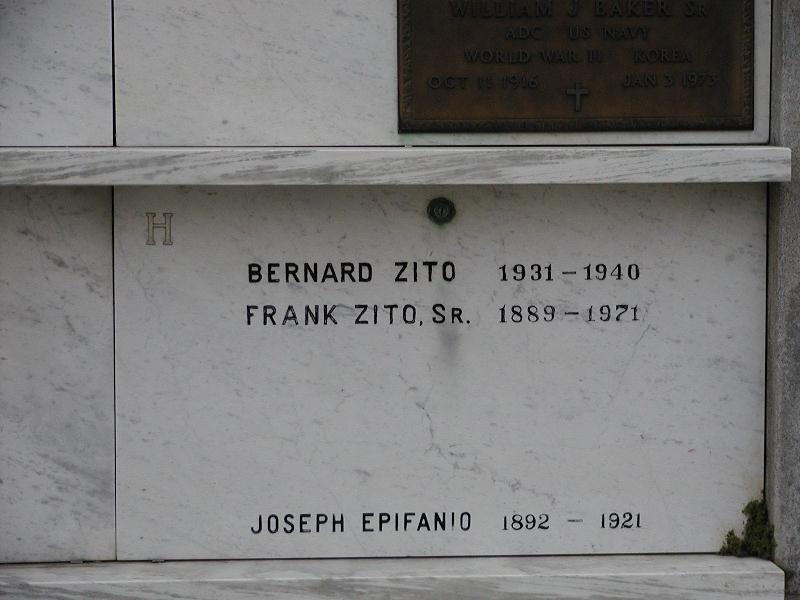 WILLIAM J BAKER SR
ADC US NAVY
WORLD WAR II KOREA
OCT 11 1916 JAN 3 1973
H
BERNARD ZITO 1931-1940
FRANK ZITO, SR. 1889-1971
JOSEPH EPIFANIO 1892 - 1921